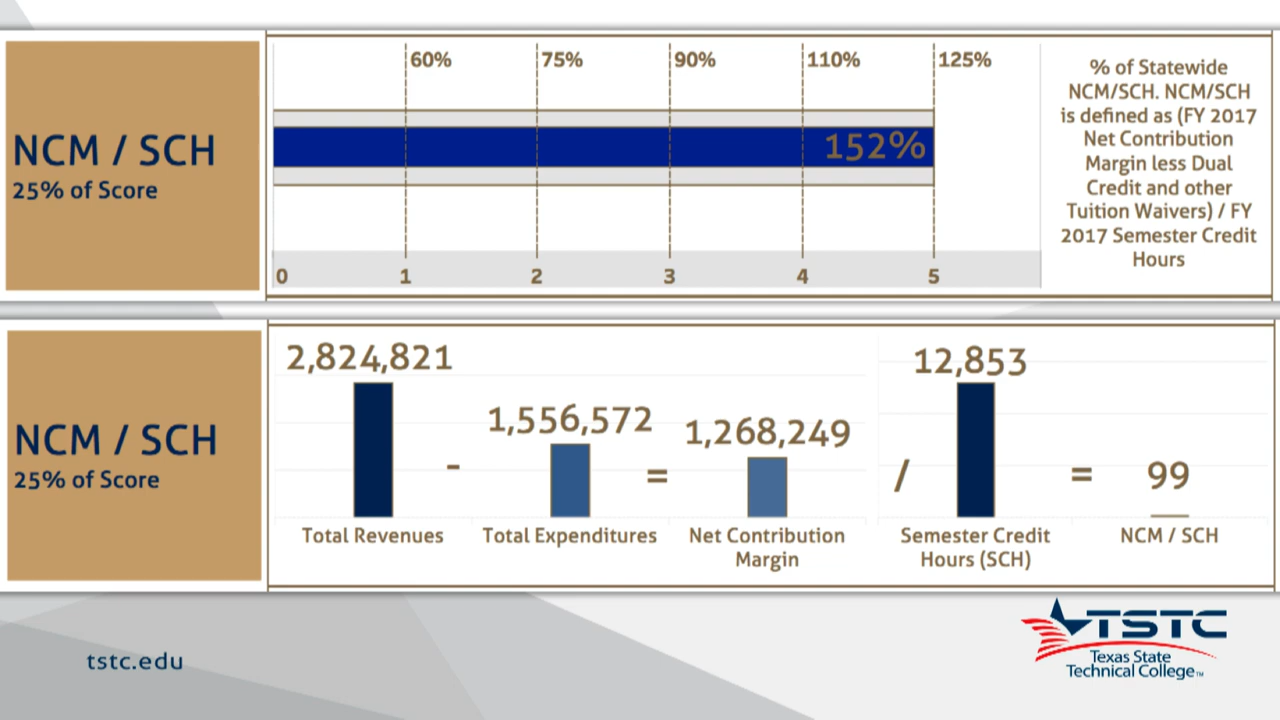 NCM / SCH
25% of Score
60%
75%
90%
110%
125%
152%
0
1
2
3
4
5
% of Statewide
NCM/SCH. NCM/SCH
is defined as (FY 2017
Net Contribution
Margin less Dual
Credit and other
Tuition Waivers) / FY
2017 Semester Credit
Hours
NCM / SCH
25% of Score
2,824,821
-
1,556,572
=
1,268,249
/
12,853
=
99
Total Revenues
Total Expenditures
Net Contribution
Margin
Semester Credit
Hours (SCH)
NCM / SCH
tstc.edu
TSTC
Texas State
Technical College™